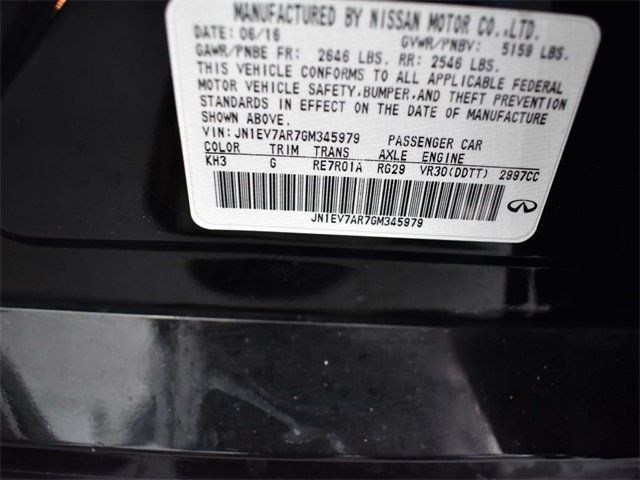 MANUFACTURED BY NISSAN MOTOR CO.,LTD.
DATE: 06/16 GVWR/PNBV: 5159 LBS.
GAWR/PNBE FR: 2646 LBS. RR: 2546 LBS.
THIS VEHICLE CONFORMS TO ALL APPLICABLE FEDERAL
MOTOR VEHICLE SAFETY,BUMPER,AND THEFT PREVENTION
STANDARDS IN EFFECT ON THE DATE OF MANUFACTURE
SHOWN ABOVE.
VIN: JN1EV7AR7GM345979 PASSENGER CAR
COLOR TRIM TRANS AXLE ENGINE
KH3 G RE7R01A RG29 VR30(DDTT) 2997CC
JN1EV7AR7GM345979